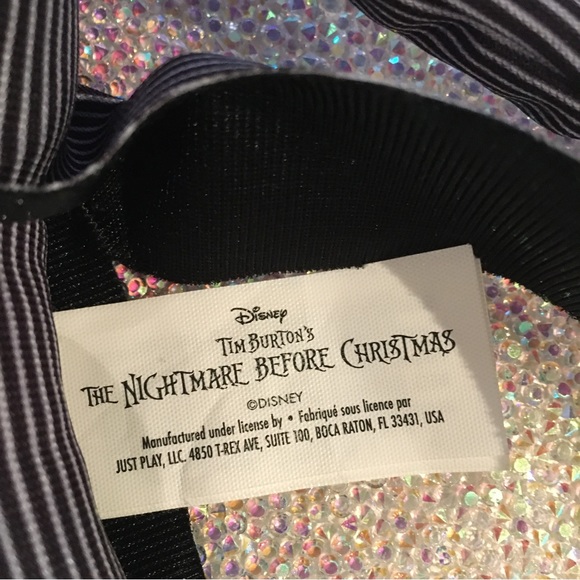 Disney
TIM BURTON'S
THE NIGHTMARE BEFORE CHRISTMAS
©DISNEY
Manufactured under license by • Fabriqué sous licence par
JUST PLAY, LLC. 4850 T-REX AVE, SUITE 100, BOCA RATON, FL 33431, USA